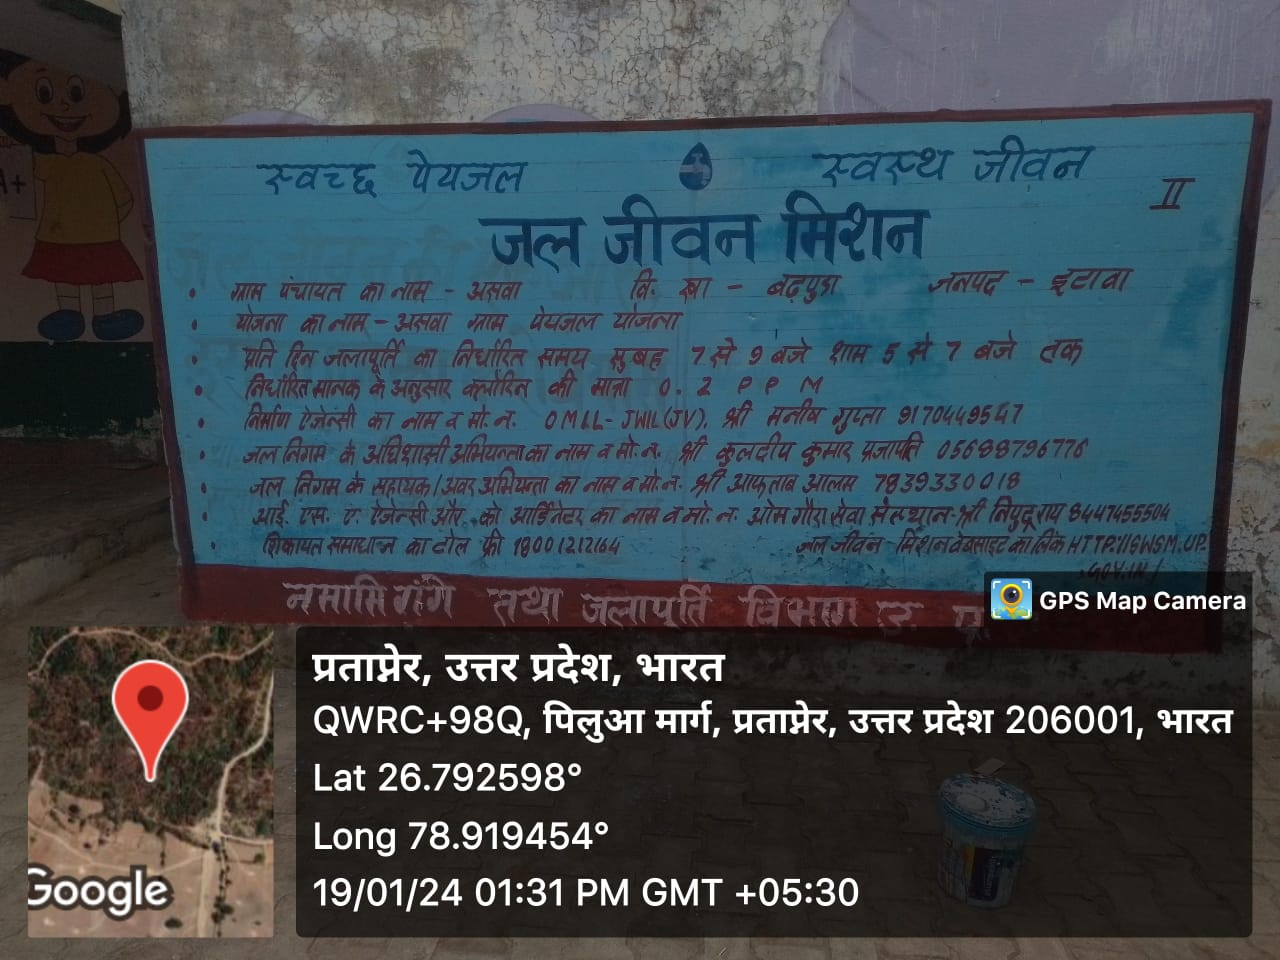 A+
स्वच्छ पेयजल स्वस्थ जीवन
II
जल जीवन मिशन
• ग्राम पंचायत का नाम - असवा वि. खा - बढ़पुरा जनपद - इटावा
• योजना का नाम - असवा ग्राम पेयजल योजना
• प्रति दिन जलापूर्ति का निर्धारित समय सुबह 7 से 9 बजे शाम 5 से 7 बजे तक
• निर्धारित मानक के अनुसार क्लोरिन की मात्रा 0.2 P P M
• निर्माण ऐजेन्सी का नाम व मो. न. OMLL-JWIL(JV). श्री मनीष गुप्ता 9170449547
• जल निगम के अधिशासी अभियन्ता का नाम व मो. न. श्री कुलदीप कुमार प्रजापति 05688796776
• जल निगम के सहायक/अवर अभियन्ता का नाम व मो. न. श्री आफताब आलम 7839330018
• आई. एस. ए. ऐजेन्सी और को आर्डिनेटर का नाम व मो. न. ओम गौरा सेवा संस्थान-श्री राय 8447455504
• शिकायत समाधान का टोल फ्री 18001212164 जल जीवन-मिशन वेबसाइट का लिंक HTTP://SWSM.UP.
.GOV.IN/
नमामि गंगे तथा जलापूर्ति विभाग उ.
GPS Map Camera
प्रताप्नेर, उत्तर प्रदेश, भारत
QWRC+98Q, पिलुआ मार्ग, प्रताप्नेर, उत्तर प्रदेश 206001, भारत
Lat 26.792598°
Long 78.919454°
19/01/24 01:31 PM GMT +05:30
Google